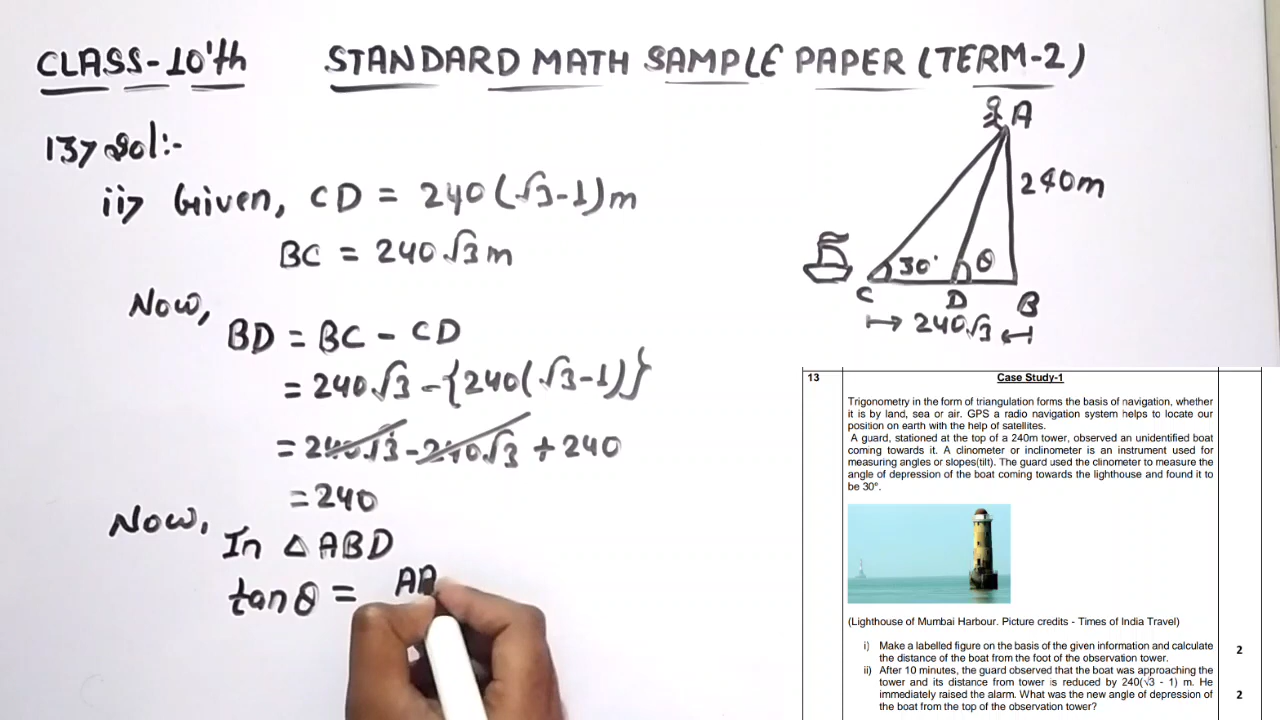 CLASS-10'th STANDARD MATH SAMPLE PAPER (TERM-2)
13> Sol:-
ii> Given, CD = 240(√3-1)m
BC = 240√3m
Now,
BD = BC - CD
= 240√3 - {240(√3-1)}
= 240√3 - 240√3 + 240
= 240
Now,
In △ABD
tanθ =
A
240m
30°
θ
C
D
B
240√3
13
Case Study-1
Trigonometry in the form of triangulation forms the basis of navigation, whether
it is by land, sea or air. GPS a radio navigation system helps to locate our
position on earth with the help of satellites.
A guard, stationed at the top of a 240m tower, observed an unidentified boat
coming towards it. A clinometer or inclinometer is an instrument used for
measuring angles or slopes(tilt). The guard used the clinometer to measure the
angle of depression of the boat coming towards the lighthouse and found it to
be 30°.
(Lighthouse of Mumbai Harbour. Picture credits - Times of India Travel)
i) Make a labelled figure on the basis of the given information and calculate
the distance of the boat from the foot of the observation tower.
2
ii) After 10 minutes, the guard observed that the boat was approaching the
tower and its distance from tower is reduced by 240(√3 - 1) m. He
immediately raised the alarm. What was the new angle of depression of
the boat from the top of the observation tower?
2